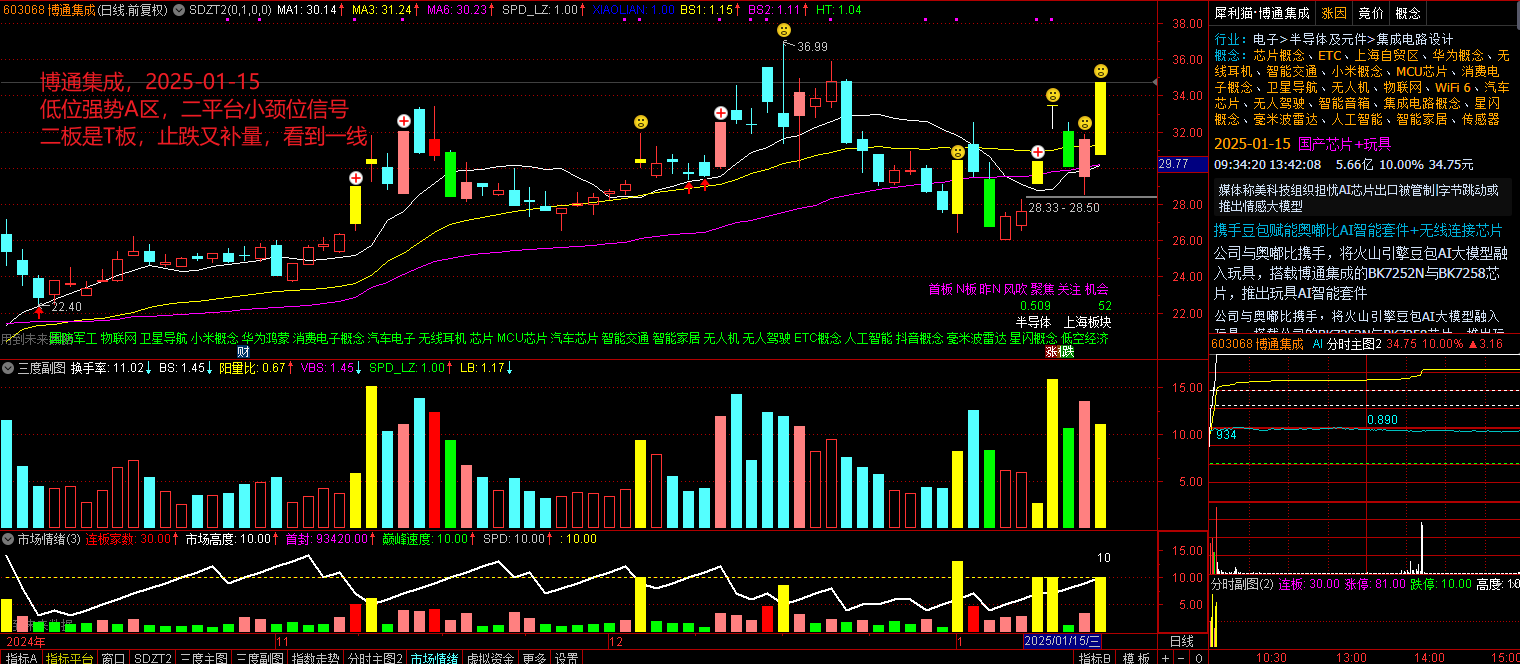 603068 博通集成(日线.前复权) SDZT2(0,1,0,0) MA1: 30.14↑ MA3: 31.24↑ MA6: 30.23↑ SPD_LZ: 1.00↑ XIAOLIAN: 1.00 BS1: 1.15↑ BS2: 1.11↑ HT: 1.04
博通集成，2025-01-15
低位强势A区，二平台小颈位信号
二板是T板，止跌又补量，看到一线
36.99
28.33 - 28.50
22.40
38.00
36.00
34.00
32.00
29.77
28.00
26.00
24.00
22.00
首板 N板 昨N 风吹 聚焦 关注 机会
0.509 52
半导体 上海板块
国防军工 物联网 卫星导航 小米概念 华为鸿蒙 消费电子概念 汽车电子 无线耳机 芯片 MCU芯片 汽车芯片 智能交通 智能家居 无人机 无人驾驶 ETC概念 人工智能 抖音概念 毫米波雷达 星闪概念 低空经济
财 涨 跌
三度副图 换手率: 11.02↓ BS: 1.45↓ 阳量比: 0.67↑ VBS: 1.45↓ SPD_LZ: 1.00↑ LB: 1.17↓
15.00
10.00
5.00
市场情绪(3) 连板家数: 30.00↑ 市场高度: 10.00↑ 首封: 93420.00↑ 巅峰速度: 10.00↑ SPD: 10.00↑ : 10.00
10
15.00
10.00
5.00
2024年 11 12 1 2025/01/15/三 日线
指标A 指标平台 窗口 SDZT2 三度主图 三度副图 指数走势 分时主图2 市场情绪 虚拟资金 更多 设置 指标B 模板 + - 0
犀利猫·博通集成 涨因 竞价 概念
行业: 电子>半导体及元件>集成电路设计
概念: 芯片概念、ETC、上海自贸区、华为概念、无
线耳机、智能交通、小米概念、MCU芯片、消费电
子概念、卫星导航、无人机、物联网、WiFi 6、汽车
芯片、无人驾驶、智能音箱、集成电路概念、星闪
概念、毫米波雷达、人工智能、智能家居、传感器
2025-01-15 国产芯片+玩具
09:34:20 13:42:08 5.66亿 10.00% 34.75元
媒体称美科技组织担忧AI芯片出口被管制|字节跳动或
推出情感大模型
携手豆包赋能奥嘟比AI智能套件+无线连接芯片
公司与奥嘟比携手，将火山引擎豆包AI大模型融
入玩具，搭载博通集成的BK7252N与BK7258芯
片，推出玩具AI智能套件
公司与奥嘟比携手，将火山引擎豆包AI大模型融入
603068 博通集成 AI 分时主图2 34.75 10.00% ▲3.16
0.890
934
分时副图(2) 连板: 30.00 涨停: 81.00 跌停: 10.00 高度:
10:30 13:00 14:00 15:00